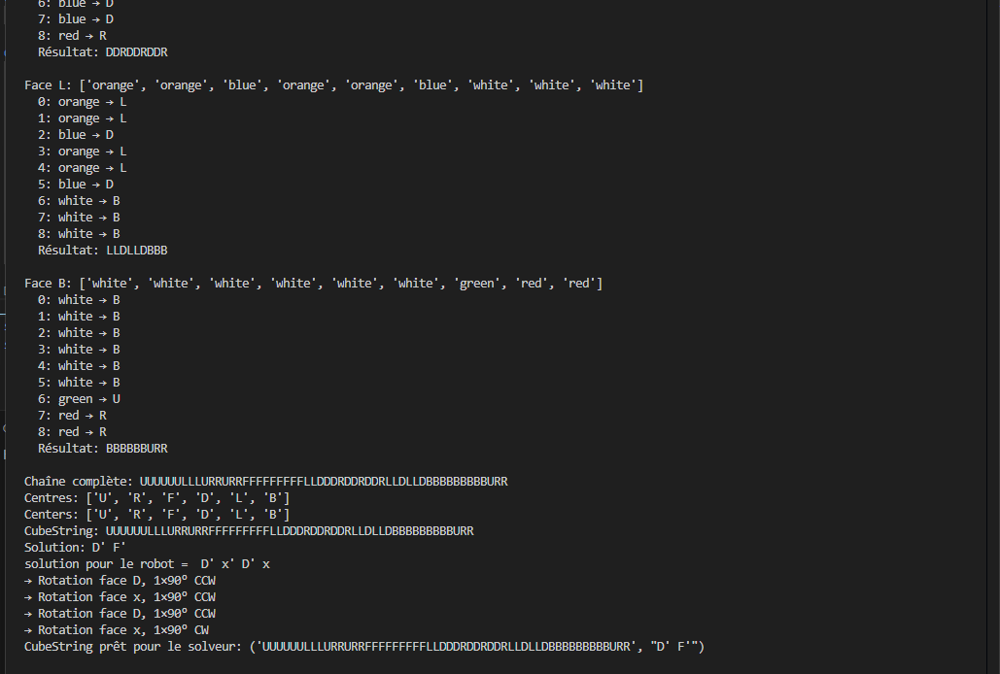 6: blue → D
7: blue → D
8: red → R
Résultat: DDRDDRDDR
Face L: ['orange', 'orange', 'blue', 'orange', 'orange', 'blue', 'white', 'white', 'white']
0: orange → L
1: orange → L
2: blue → D
3: orange → L
4: orange → L
5: blue → D
6: white → B
7: white → B
8: white → B
Résultat: LLDLLDBBB
Face B: ['white', 'white', 'white', 'white', 'white', 'white', 'green', 'red', 'red']
0: white → B
1: white → B
2: white → B
3: white → B
4: white → B
5: white → B
6: green → U
7: red → R
8: red → R
Résultat: BBBBBBURR
Chaîne complète: UUUUUULLLURRURRFFFFFFFFFLLDDDRDDRDDRLLDLLDBBBBBBBBBURR
Centres: ['U', 'R', 'F', 'D', 'L', 'B']
Centers: ['U', 'R', 'F', 'D', 'L', 'B']
CubeString: UUUUUULLLURRURRFFFFFFFFFLLDDDRDDRDDRLLDLLDBBBBBBBBBURR
Solution: D' F'
solution pour le robot =  D' x' D' x
→ Rotation face D, 1×90° CCW
→ Rotation face x, 1×90° CCW
→ Rotation face D, 1×90° CCW
→ Rotation face x, 1×90° CW
CubeString prêt pour le solveur: ('UUUUUULLLURRURRFFFFFFFFFLLDDDRDDRDDRLLDLLDBBBBBBBBBURR', "D' F'")